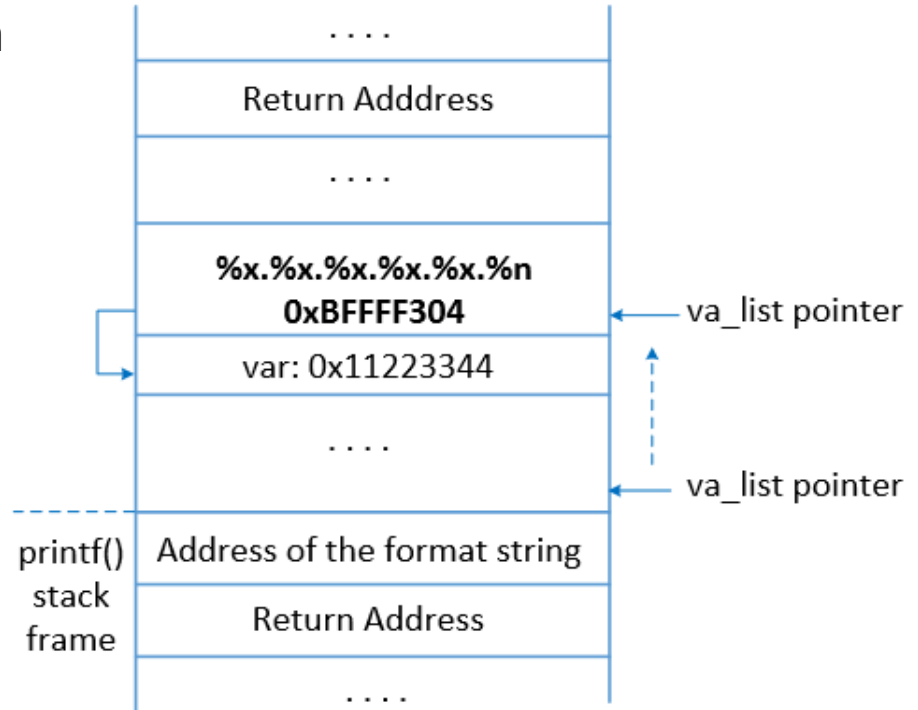 . . . .
Return Adddress
. . . .
%x.%x.%x.%x.%x.%n
0xBFFFF304
va_list pointer
var: 0x11223344
. . . .
va_list pointer
printf()
stack
frame
Address of the format string
Return Address
. . . .